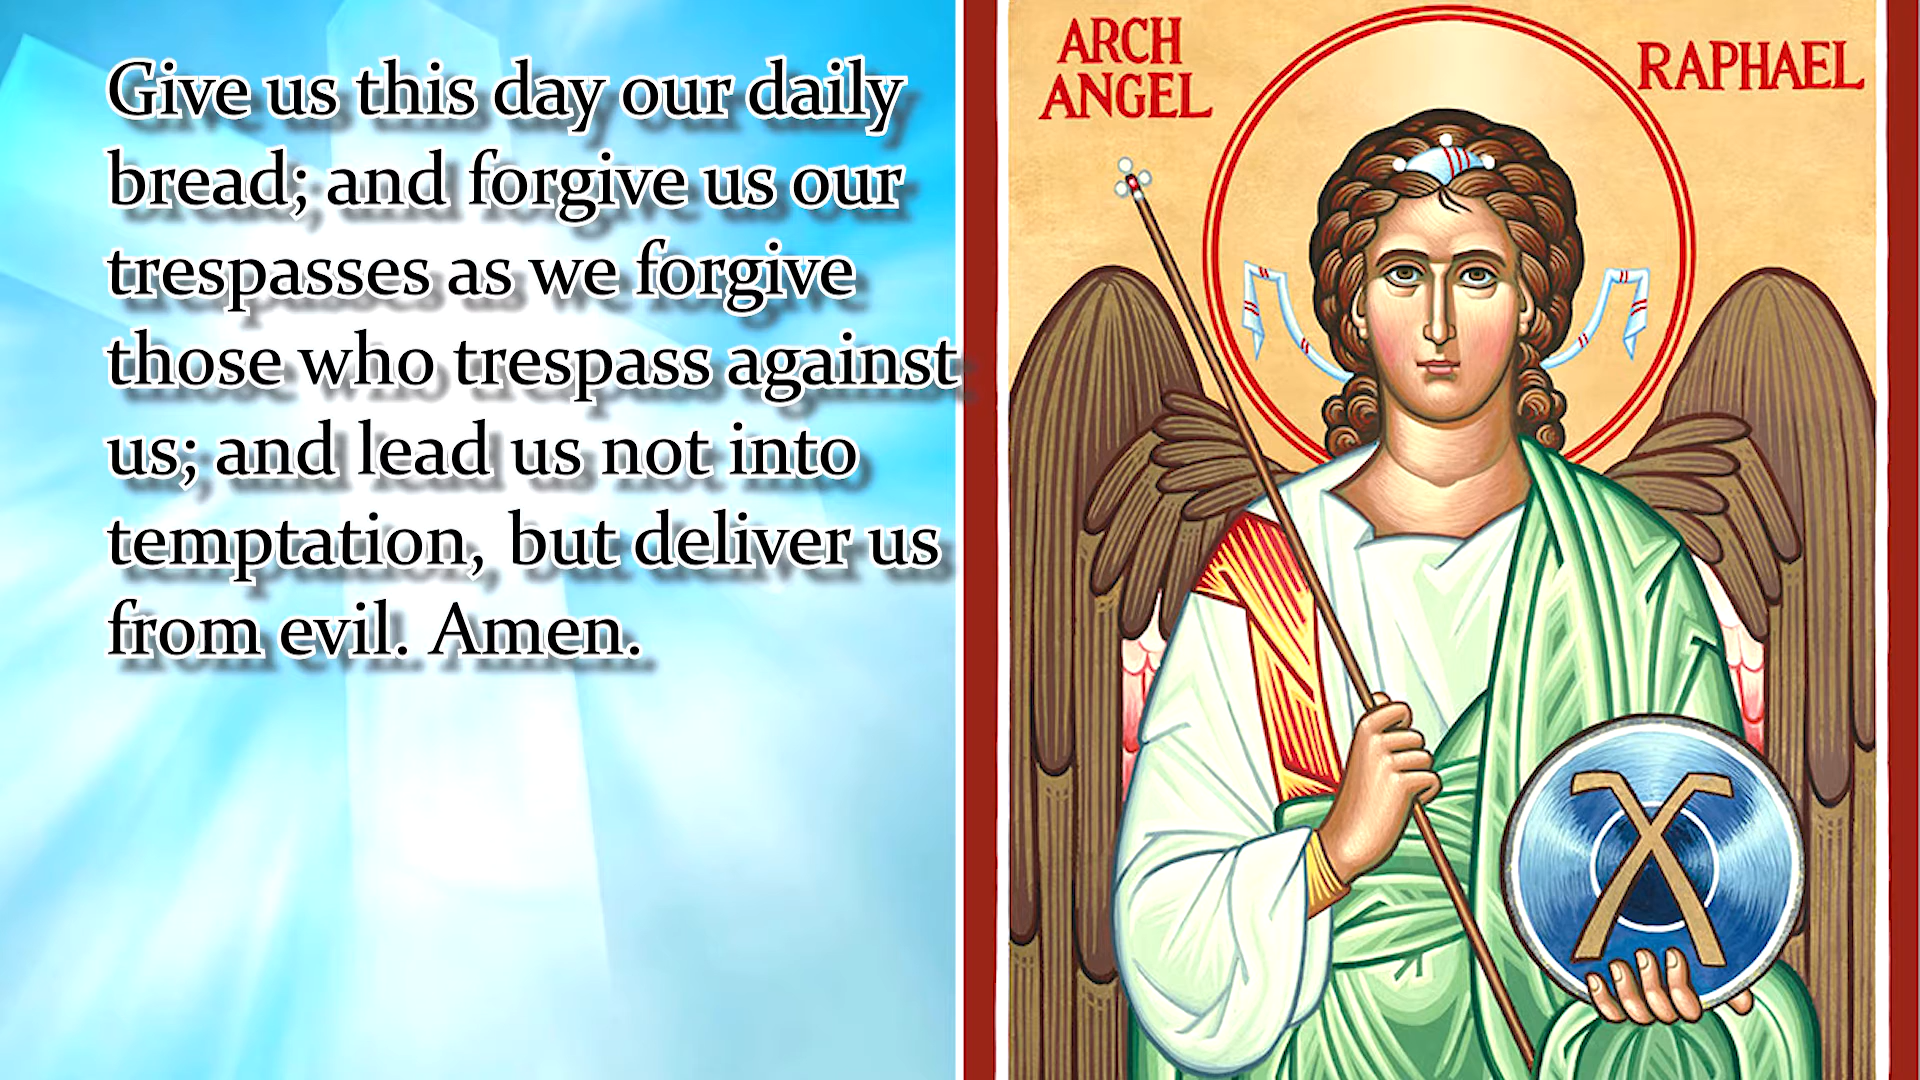 Give us this day our daily
bread; and forgive us our
trespasses as we forgive
those who trespass against
us; and lead us not into
temptation, but deliver us
from evil. Amen.
ARCH
ANGEL
RAPHAEL
X